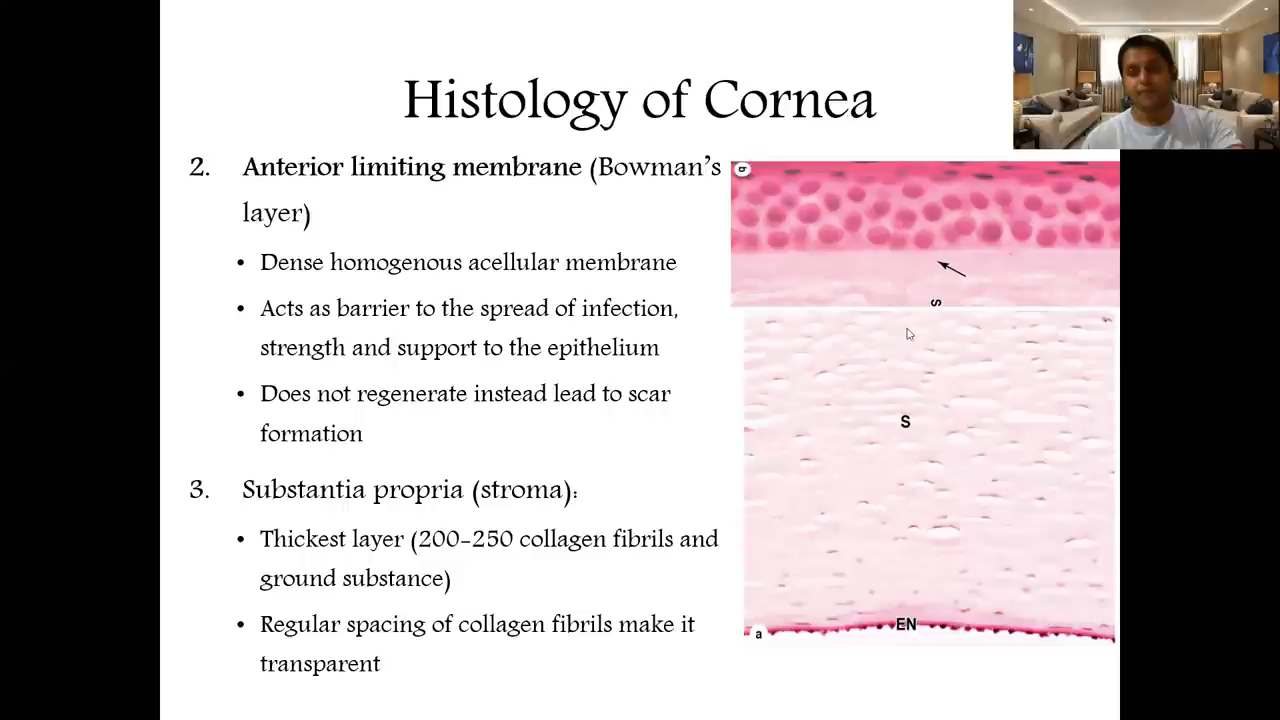 Histology of Cornea
2. Anterior limiting membrane (Bowman's
layer)
• Dense homogenous acellular membrane
• Acts as barrier to the spread of infection,
strength and support to the epithelium
• Does not regenerate instead lead to scar
formation
3. Substantia propria (stroma):
• Thickest layer (200-250 collagen fibrils and
ground substance)
• Regular spacing of collagen fibrils make it
transparent
S
S
EN
a